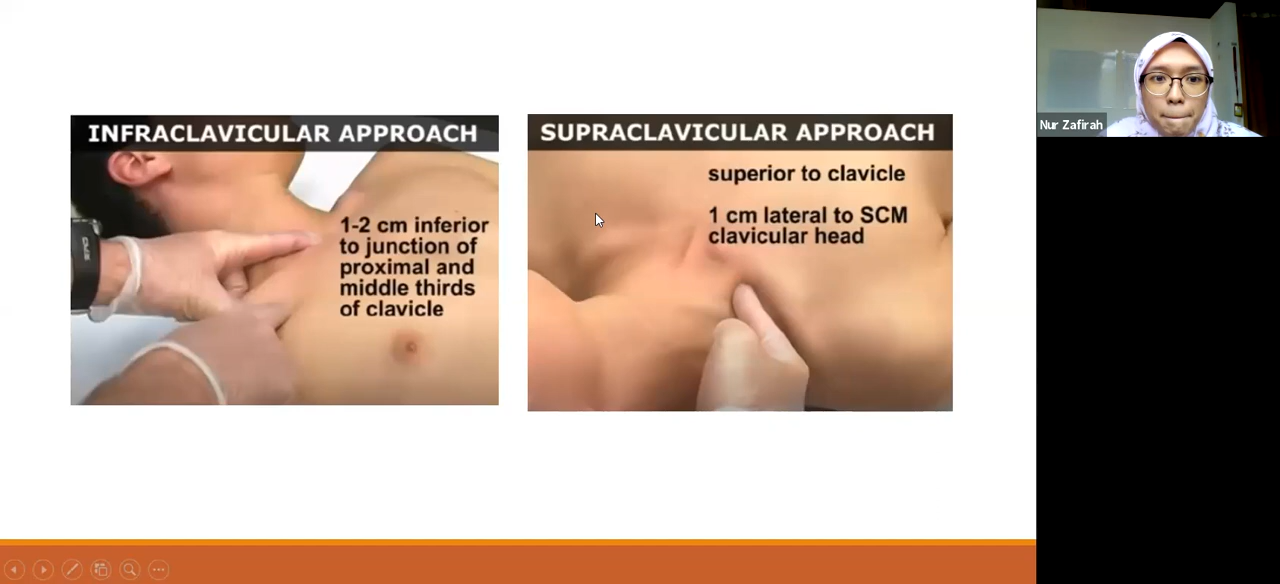 INFRACLAVICULAR APPROACH
1-2 cm inferior
to junction of
proximal and
middle thirds
of clavicle
SUPRACLAVICULAR APPROACH
superior to clavicle
1 cm lateral to SCM
clavicular head
Nur Zafirah